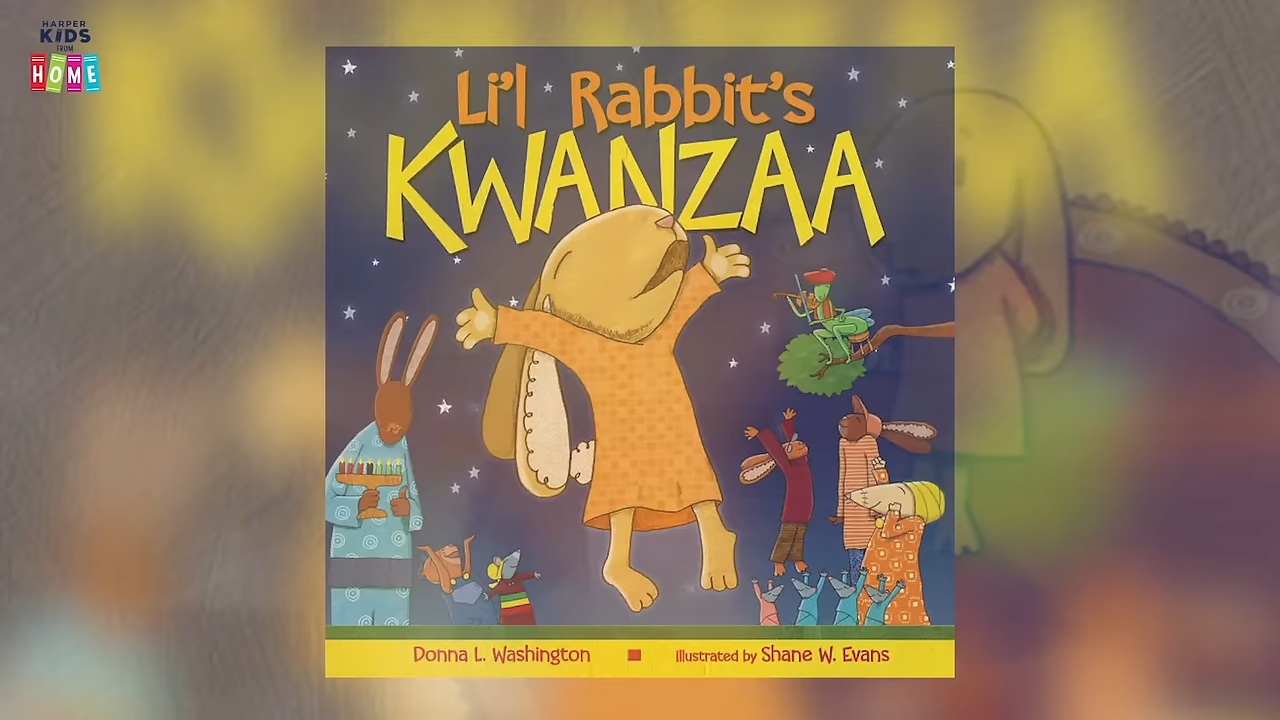 HARPER
KIDS
FROM
HOME
Li'l Rabbit's
KWANZAA
Donna L. Washington
illustrated by Shane W. Evans